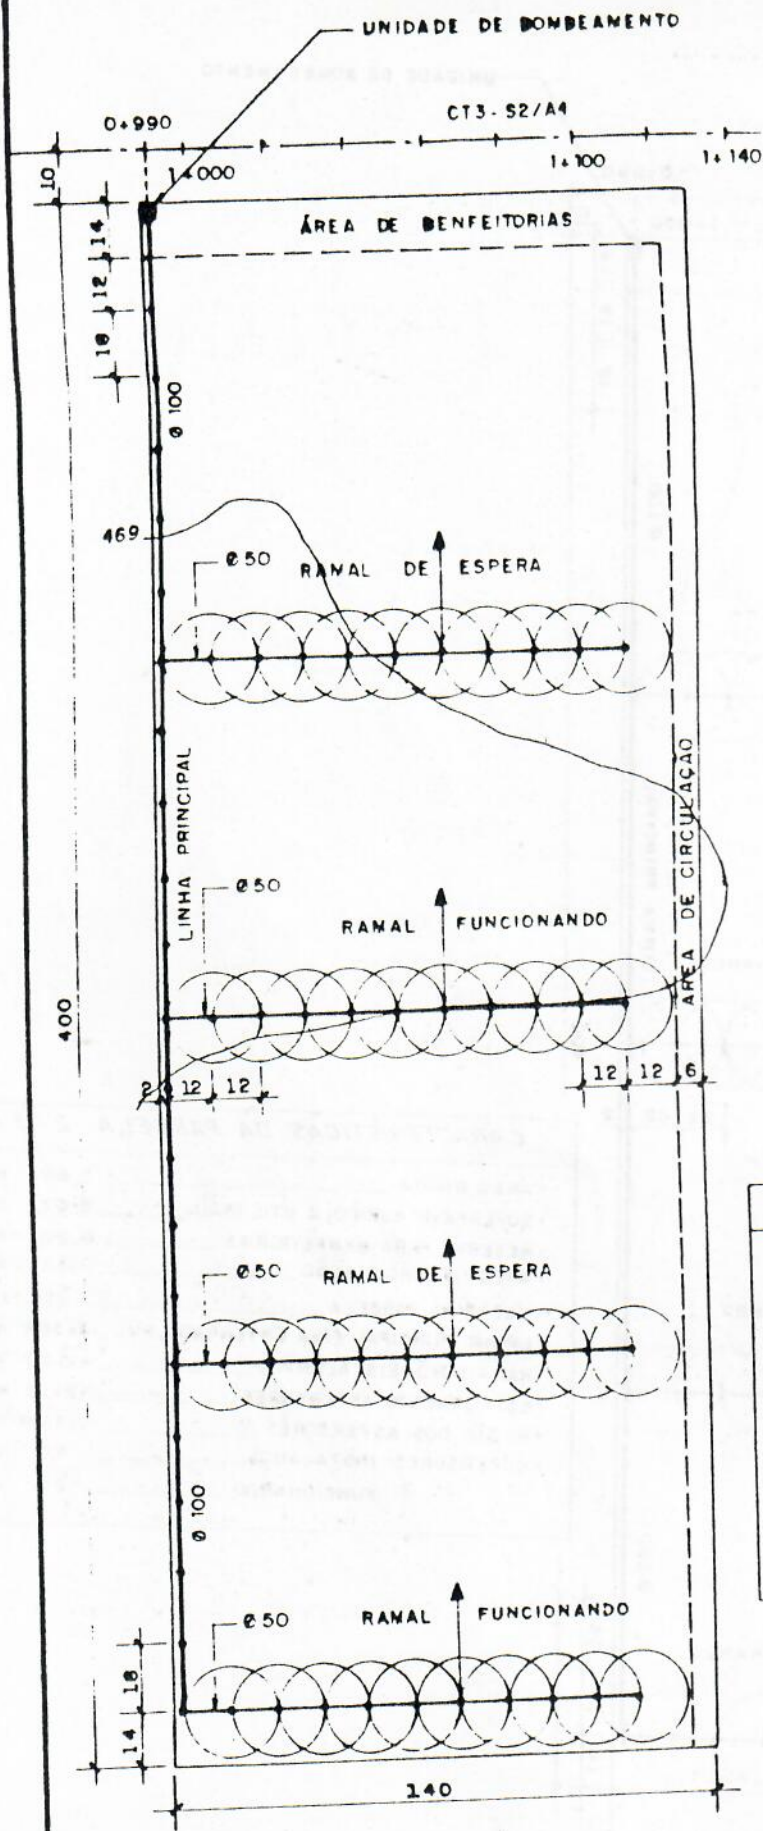 UNIDADE DE BOMBEAMENTO
0+990
CT3-S2/A4
1+000
1+100
1+140
10
ÁREA DE BENFEITORIAS
14
12
18
Ø 100
469
Ø 50
RAMAL DE ESPERA
LINHA PRINCIPAL
ÁREA DE CIRCULAÇÃO
Ø 50
RAMAL FUNCIONANDO
400
2
12
12
12
12
6
Ø 50
RAMAL DE ESPERA
Ø 100
Ø 50
RAMAL FUNCIONANDO
18
14
140